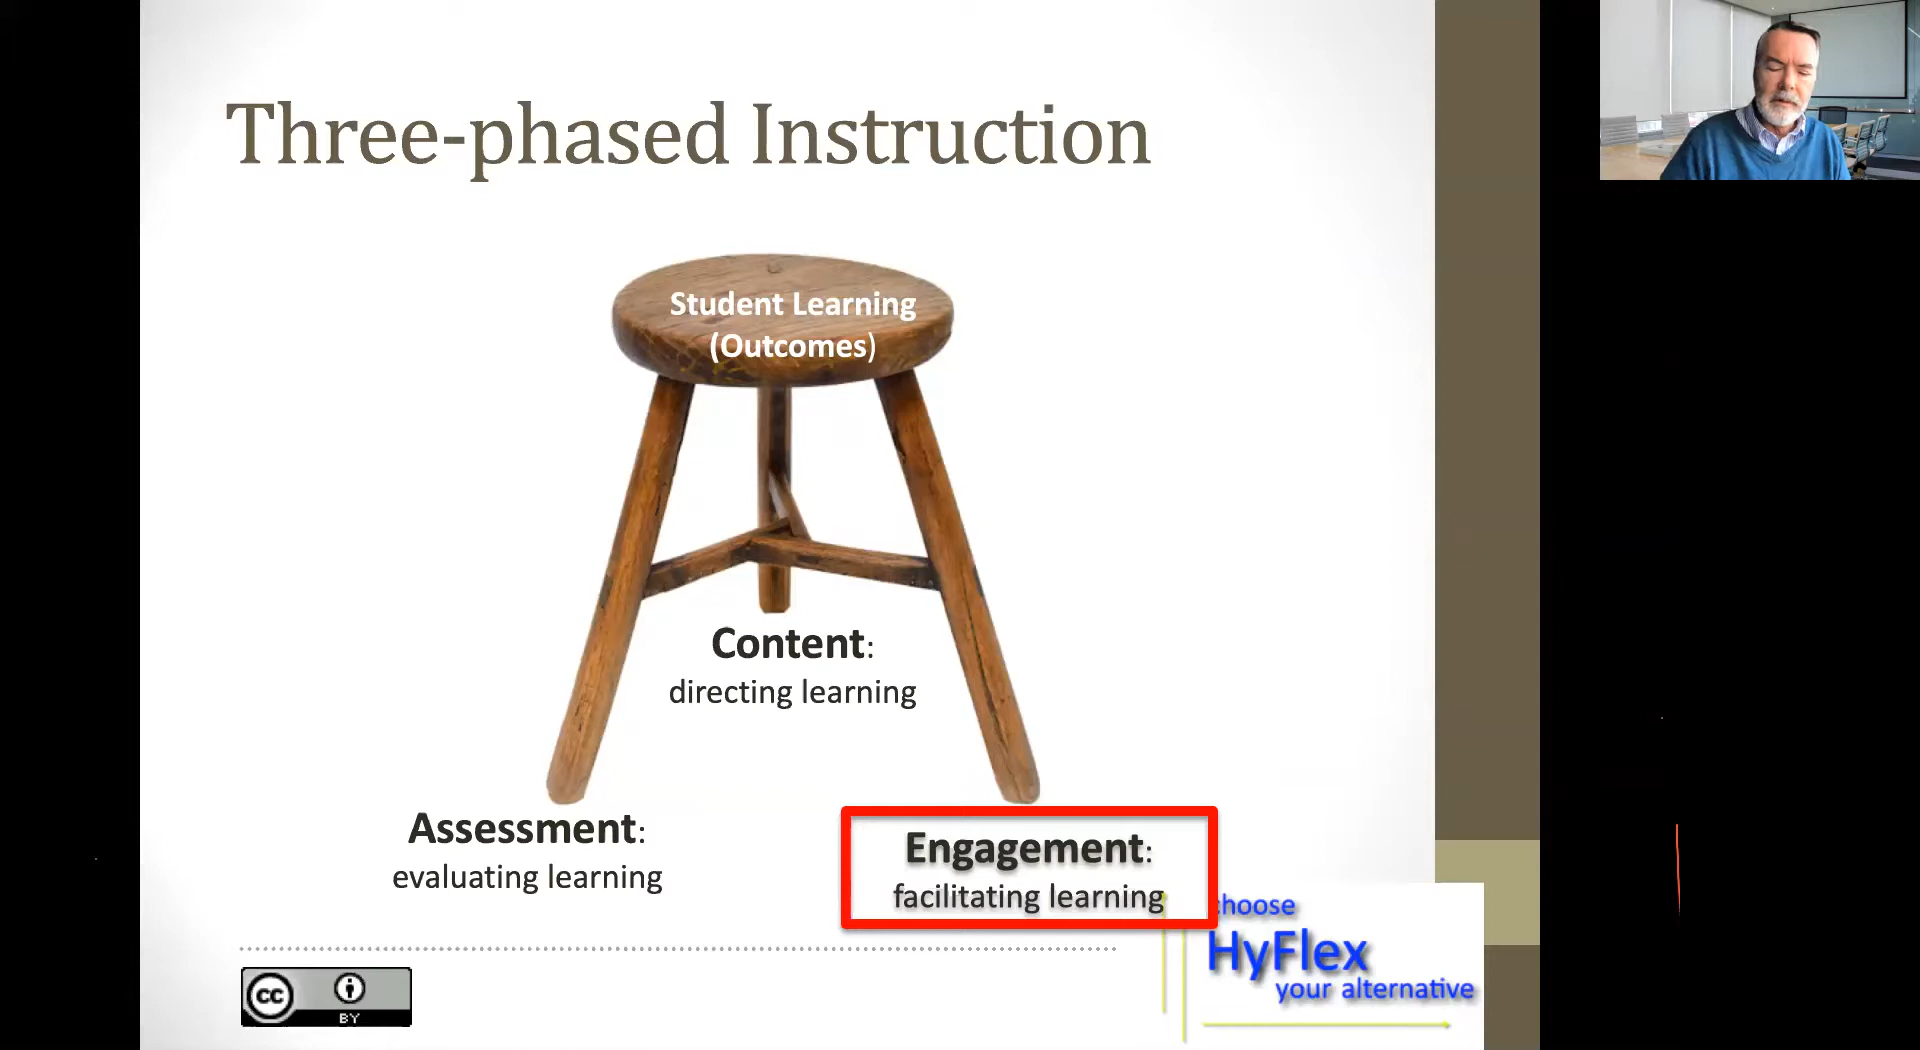 Three-phased Instruction
Student Learning
(Outcomes)
Content:
directing learning
Assessment:
evaluating learning
Engagement:
facilitating learning
choose
HyFlex
your alternative
cc
BY